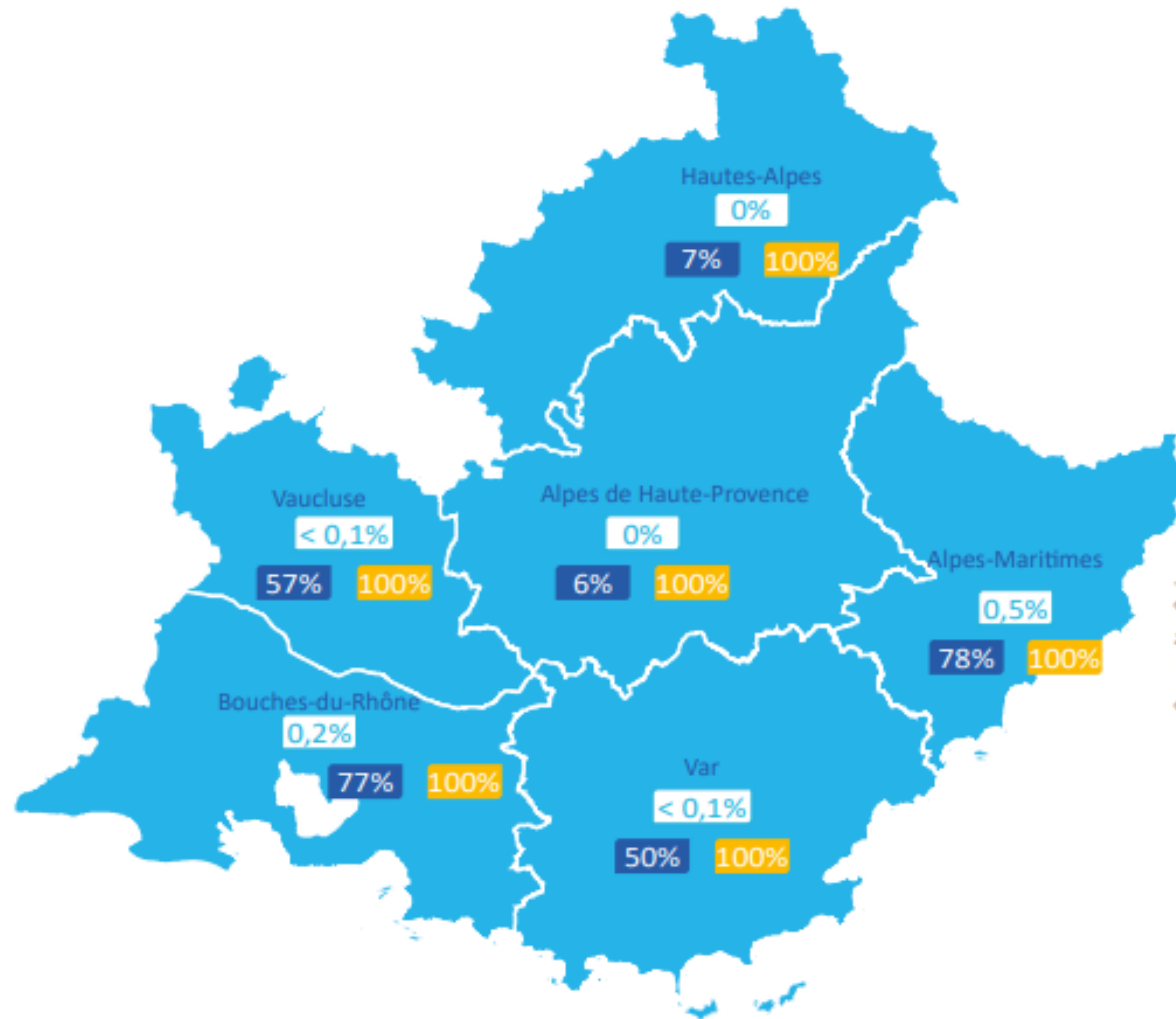 Hautes-Alpes
0%
7% 100%
Vaucluse
< 0,1%
57% 100%
Alpes de Haute-Provence
0%
6% 100%
Alpes-Maritimes
0,5%
78% 100%
Bouches-du-Rhône
0,2%
77% 100%
Var
< 0,1%
50% 100%